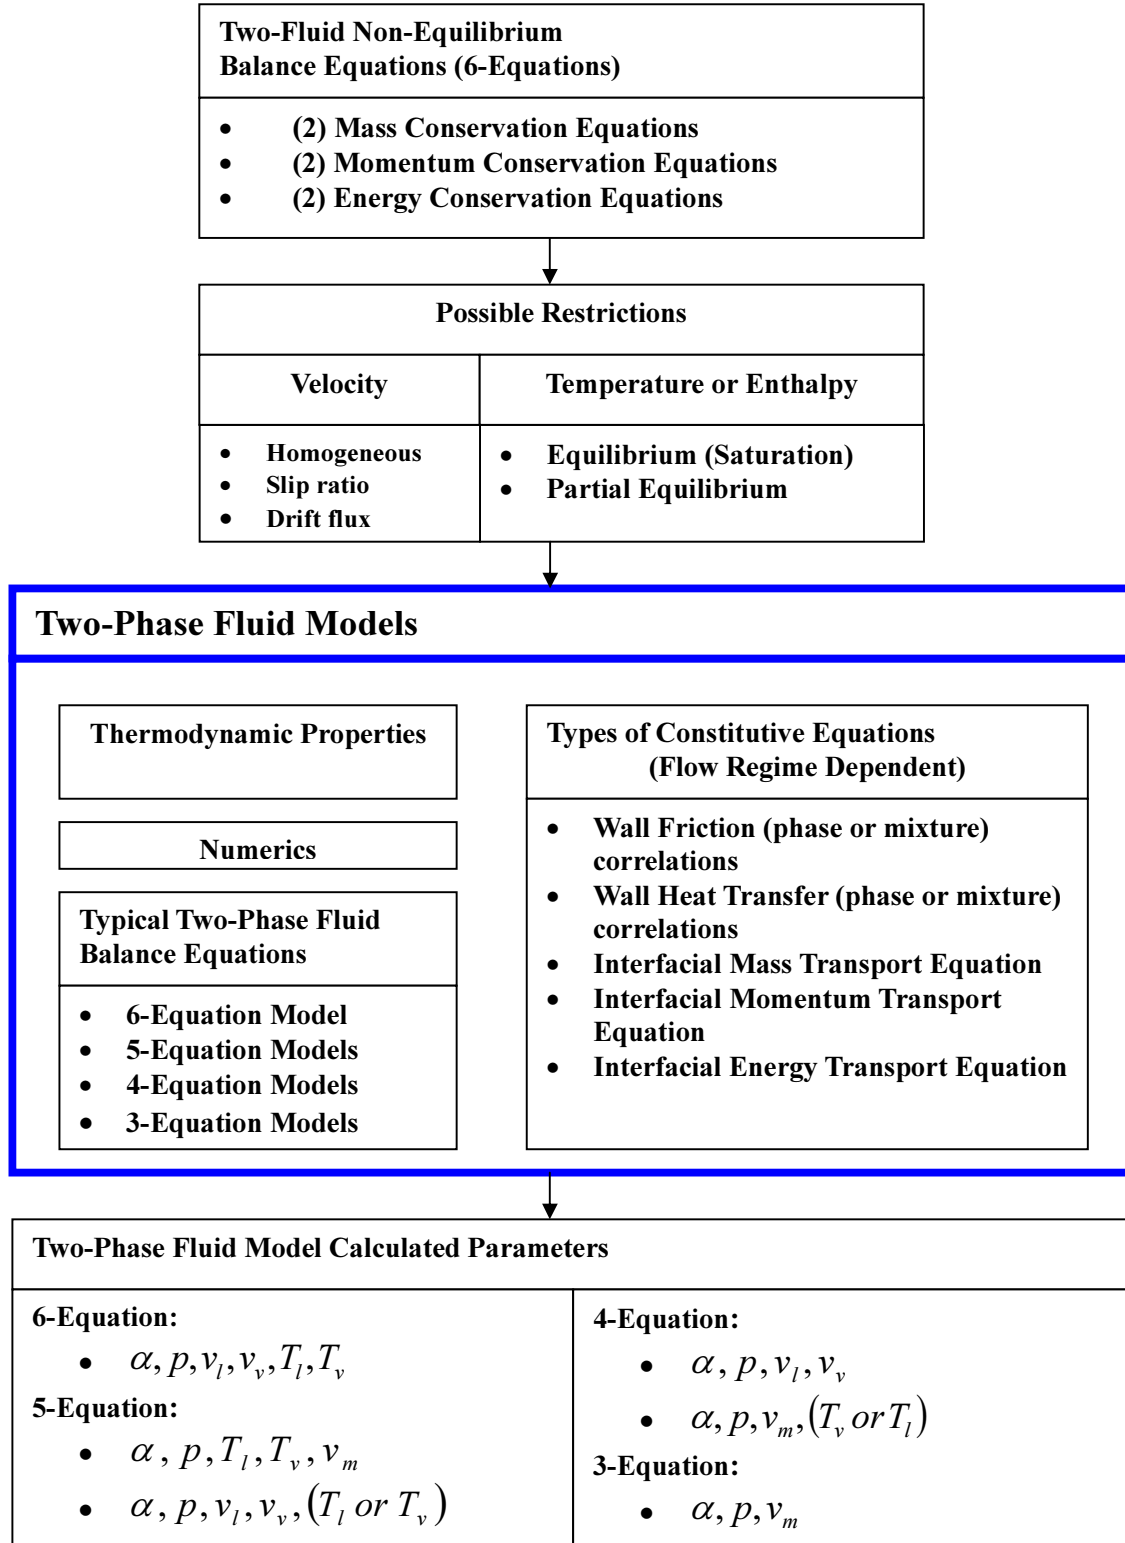 Two-Fluid Non-Equilibrium
Balance Equations (6-Equations)
• (2) Mass Conservation Equations
• (2) Momentum Conservation Equations
• (2) Energy Conservation Equations
Possible Restrictions
Velocity
• Homogeneous
• Slip ratio
• Drift flux
Temperature or Enthalpy
• Equilibrium (Saturation)
• Partial Equilibrium
Two-Phase Fluid Models
Thermodynamic Properties
Numerics
Typical Two-Phase Fluid
Balance Equations
• 6-Equation Model
• 5-Equation Models
• 4-Equation Models
• 3-Equation Models
Types of Constitutive Equations
(Flow Regime Dependent)
• Wall Friction (phase or mixture)
correlations
• Wall Heat Transfer (phase or mixture)
correlations
• Interfacial Mass Transport Equation
• Interfacial Momentum Transport
Equation
• Interfacial Energy Transport Equation
Two-Phase Fluid Model Calculated Parameters
6-Equation:
• α, p, v_l, v_v, T_l, T_v
5-Equation:
• α, p, T_l, T_v, v_m
• α, p, v_l, v_v, (T_l or T_v)
4-Equation:
• α, p, v_l, v_v
• α, p, v_m, (T_v or T_l)
3-Equation:
• α, p, v_m